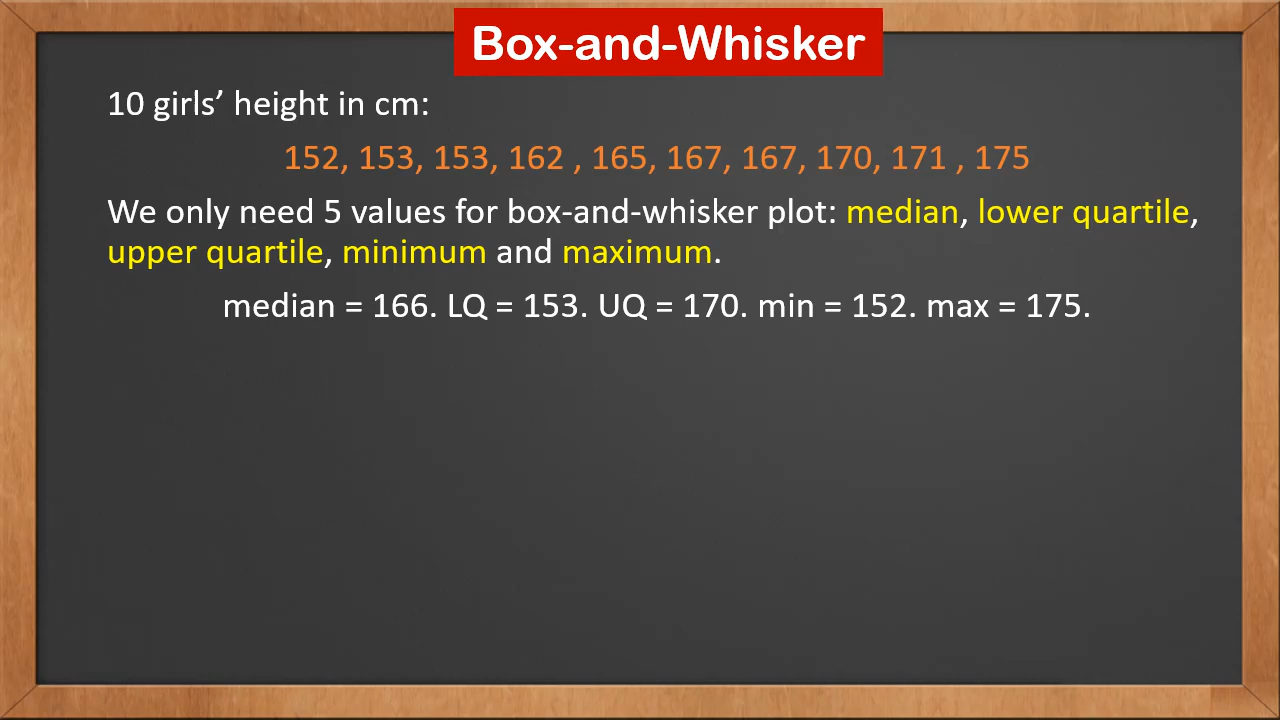 Box-and-Whisker
10 girls’ height in cm:
152, 153, 153, 162 , 165, 167, 167, 170, 171 , 175
We only need 5 values for box-and-whisker plot: median, lower quartile,
upper quartile, minimum and maximum.
median = 166. LQ = 153. UQ = 170. min = 152. max = 175.